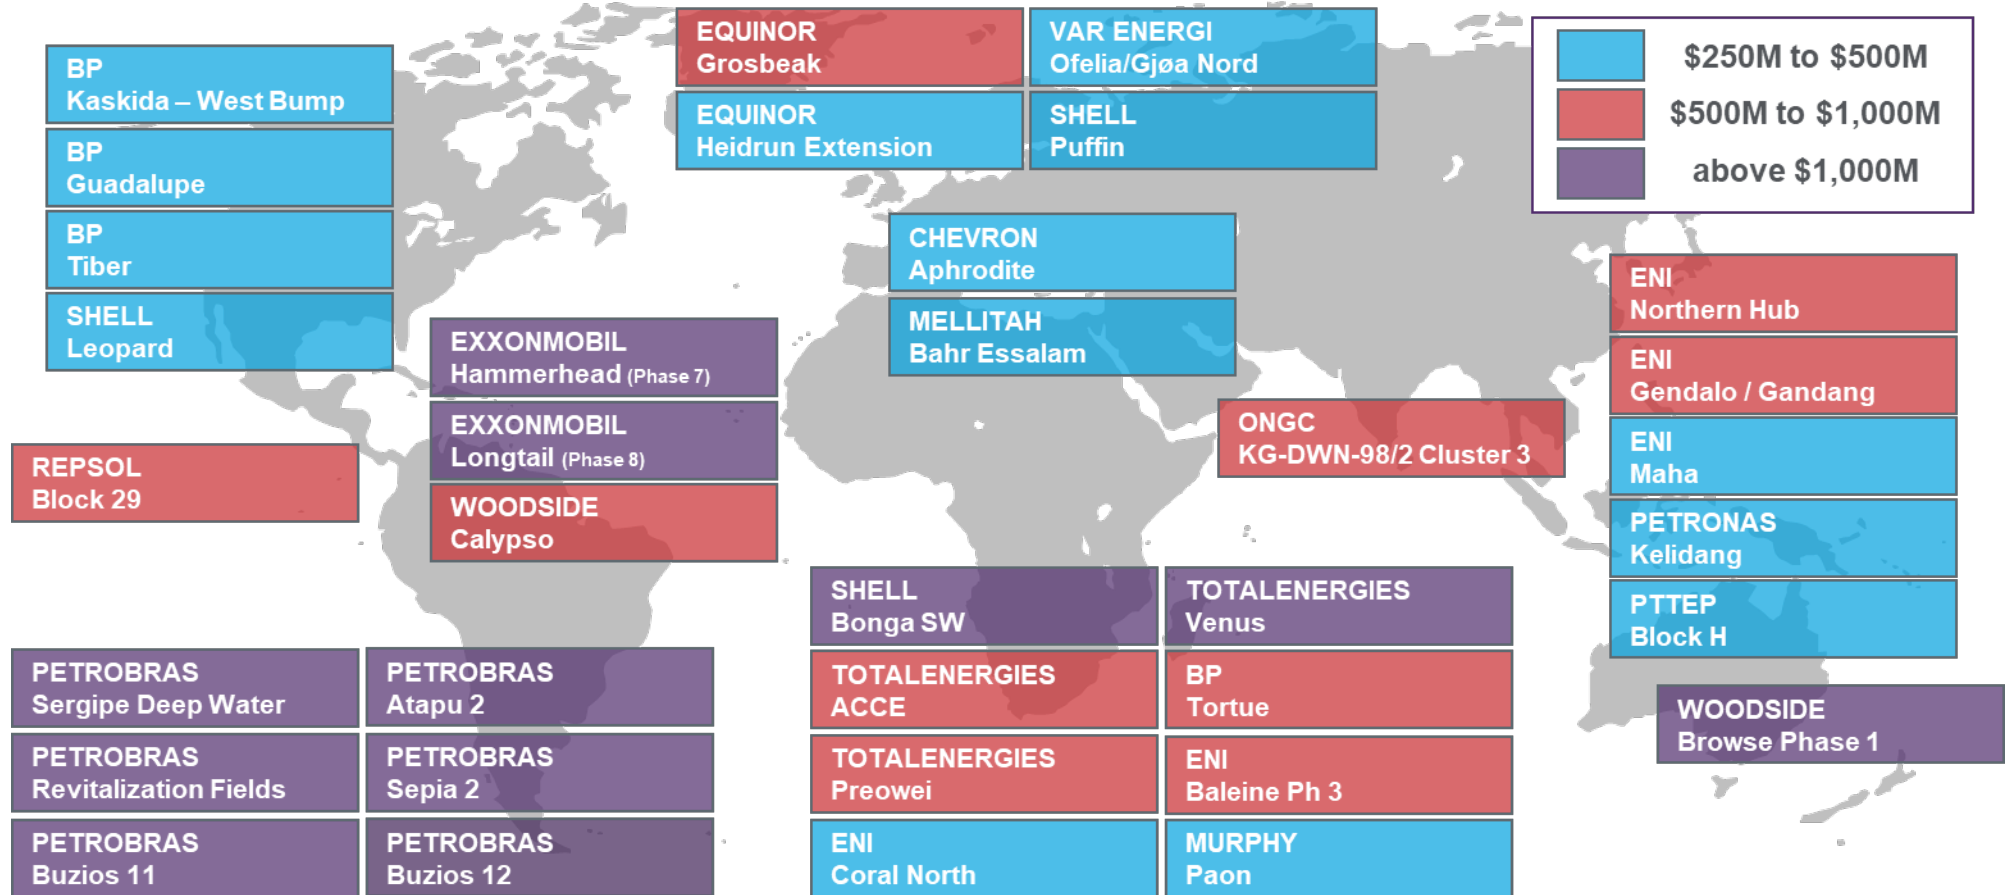 BP
Kaskida – West Bump
BP
Guadalupe
BP
Tiber
SHELL
Leopard
EQUINOR
Grosbeak
VAR ENERGI
Ofelia/Gjøa Nord
EQUINOR
Heidrun Extension
SHELL
Puffin
$250M to $500M
$500M to $1,000M
above $1,000M
CHEVRON
Aphrodite
MELLITAH
Bahr Essalam
EXXONMOBIL
Hammerhead (Phase 7)
EXXONMOBIL
Longtail (Phase 8)
WOODSIDE
Calypso
REPSOL
Block 29
ONGC
KG-DWN-98/2 Cluster 3
ENI
Northern Hub
ENI
Gendalo / Gandang
ENI
Maha
PETRONAS
Kelidang
PTTEP
Block H
WOODSIDE
Browse Phase 1
PETROBRAS
Sergipe Deep Water
PETROBRAS
Atapu 2
PETROBRAS
Revitalization Fields
PETROBRAS
Sepia 2
PETROBRAS
Buzios 11
PETROBRAS
Buzios 12
SHELL
Bonga SW
TOTALENERGIES
Venus
TOTALENERGIES
ACCE
BP
Tortue
TOTALENERGIES
Preowei
ENI
Baleine Ph 3
ENI
Coral North
MURPHY
Paon